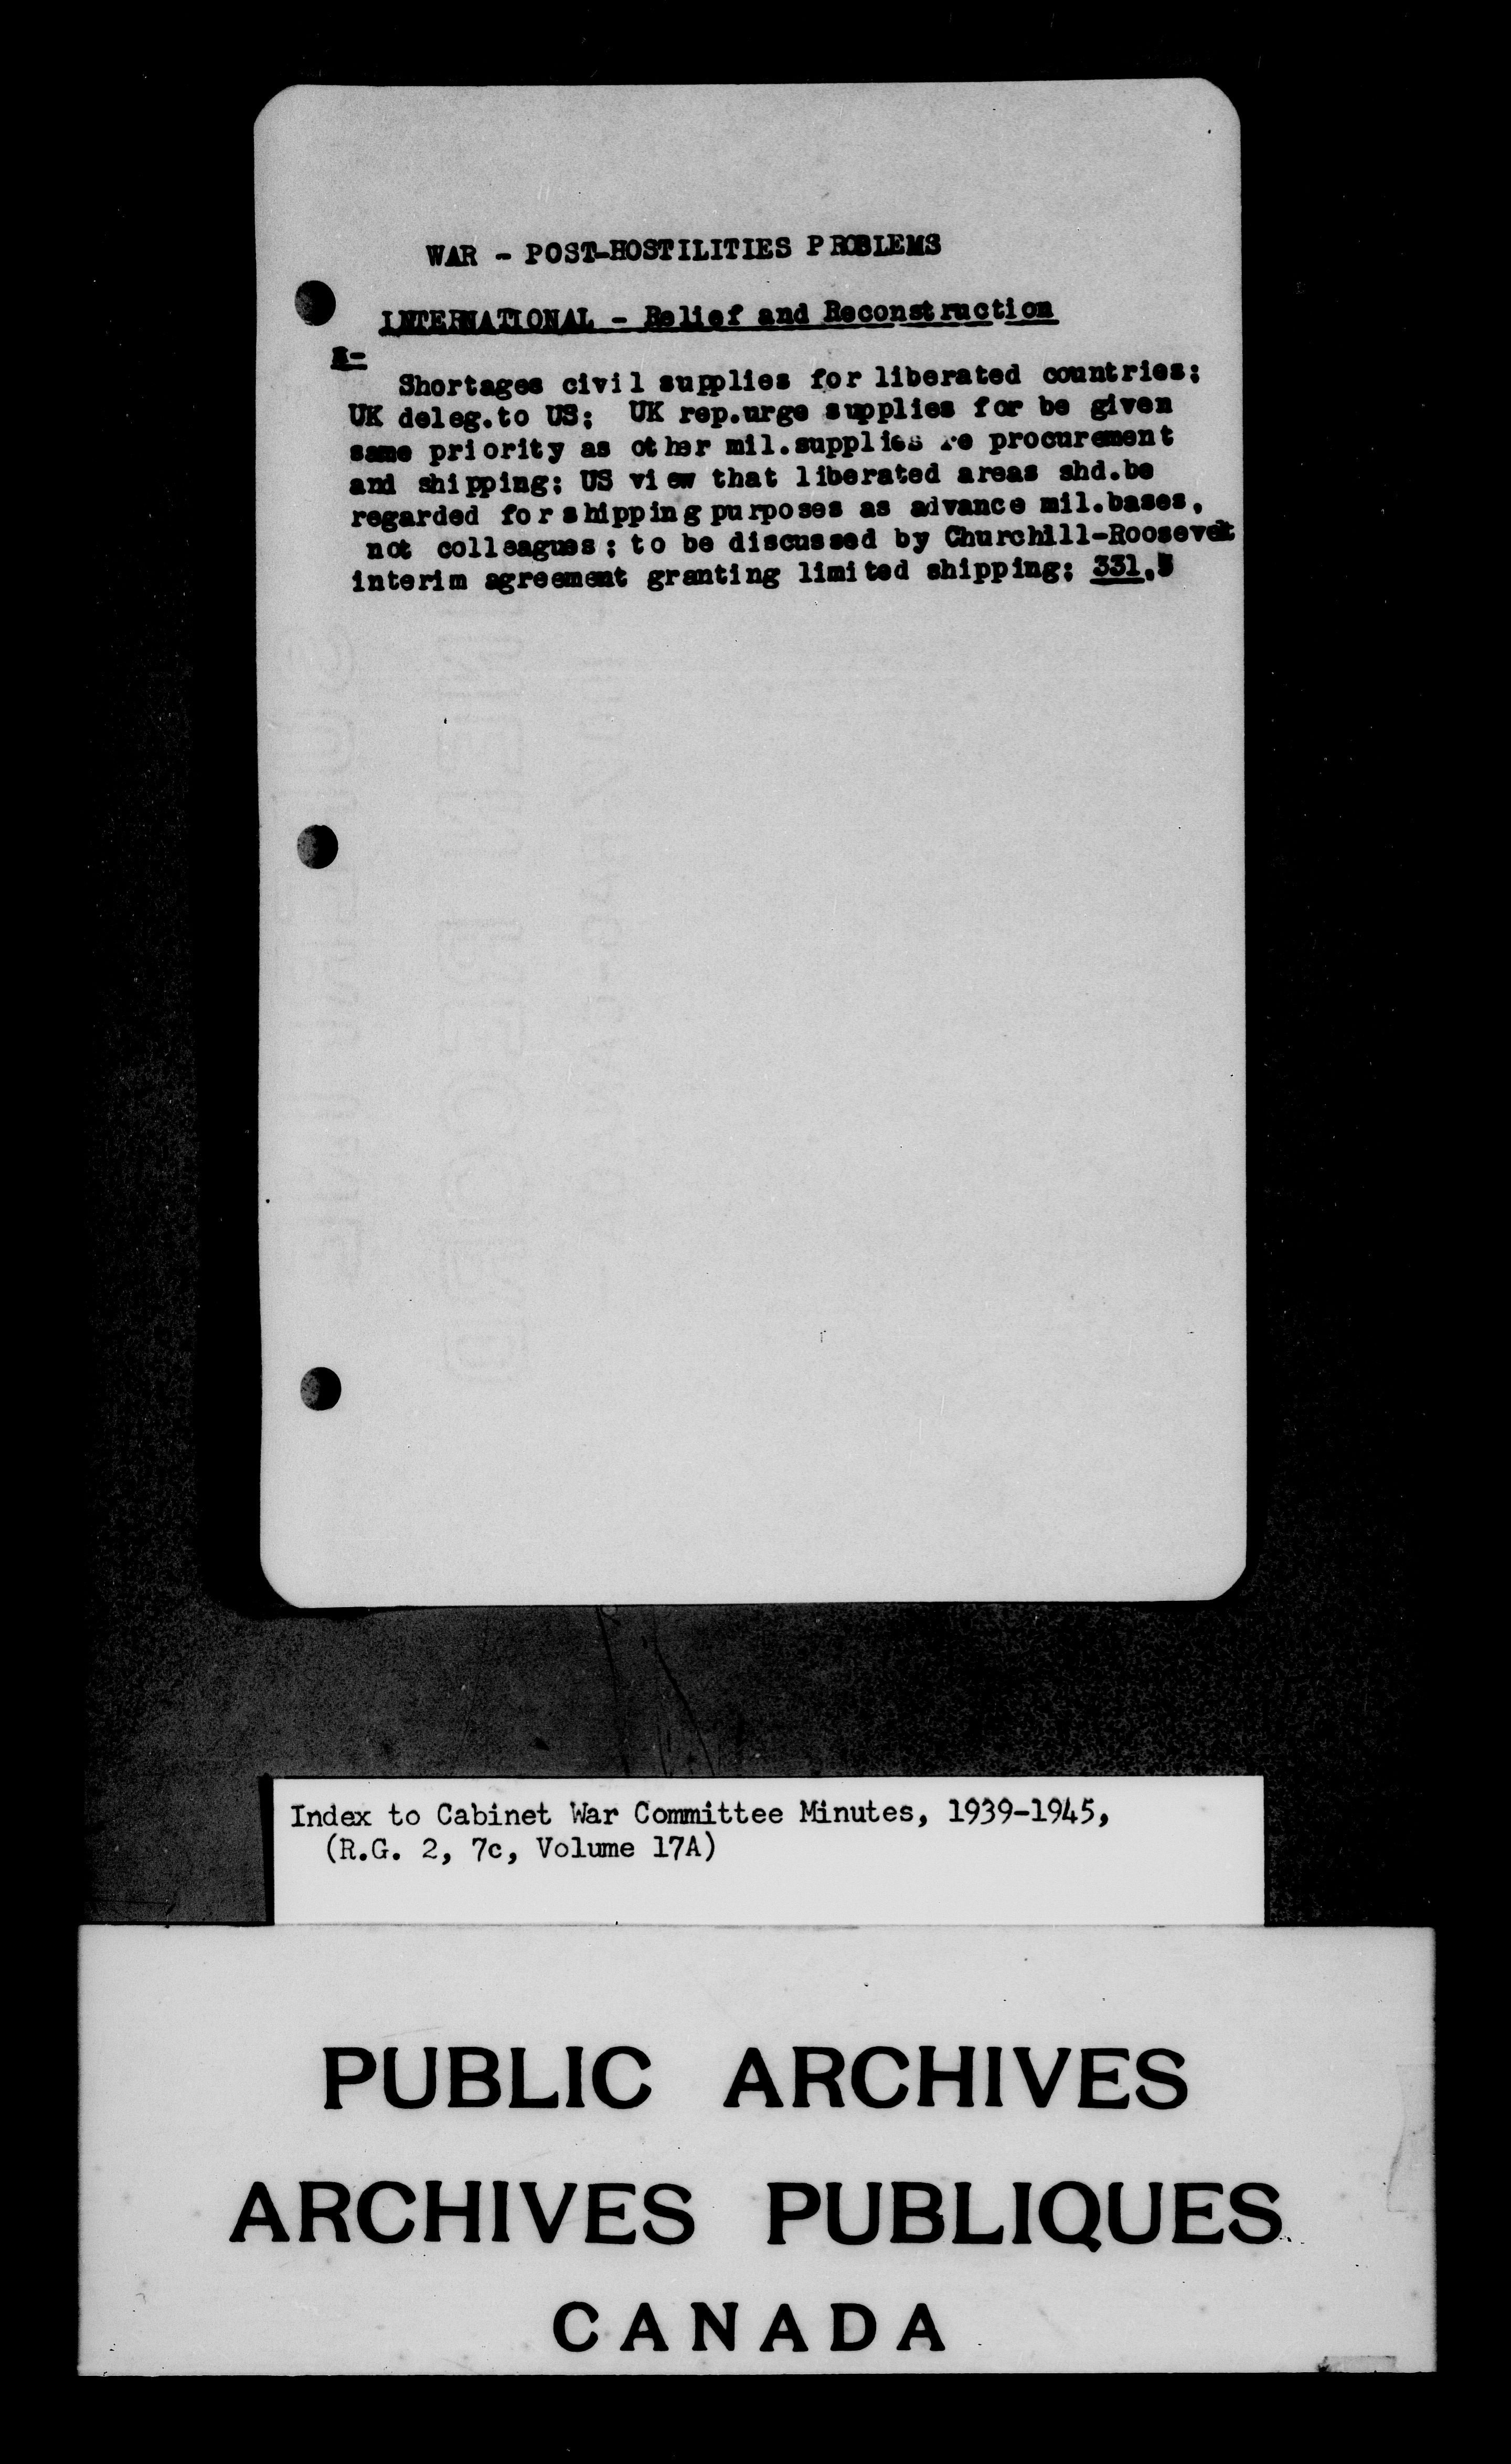 WAR - POST-HOSTILITIES PROBLEMS
INTERNATIONAL - Relief and Reconstruction
Shortages civil supplies for liberated countries;
UK deleg.to US; UK rep.urge supplies for be given
same priority as other mil.supplies re procurement
and shipping; US view that liberated areas shd.be
regarded for shipping purposes as advance mil.bases,
not colleagues; to be discussed by Churchill-Roosevelt
interim agreement granting limited shipping; 331.5
Index to Cabinet War Committee Minutes, 1939-1945,
(R.G. 2, 7c, Volume 17A)
PUBLIC ARCHIVES
ARCHIVES PUBLIQUES
CANADA